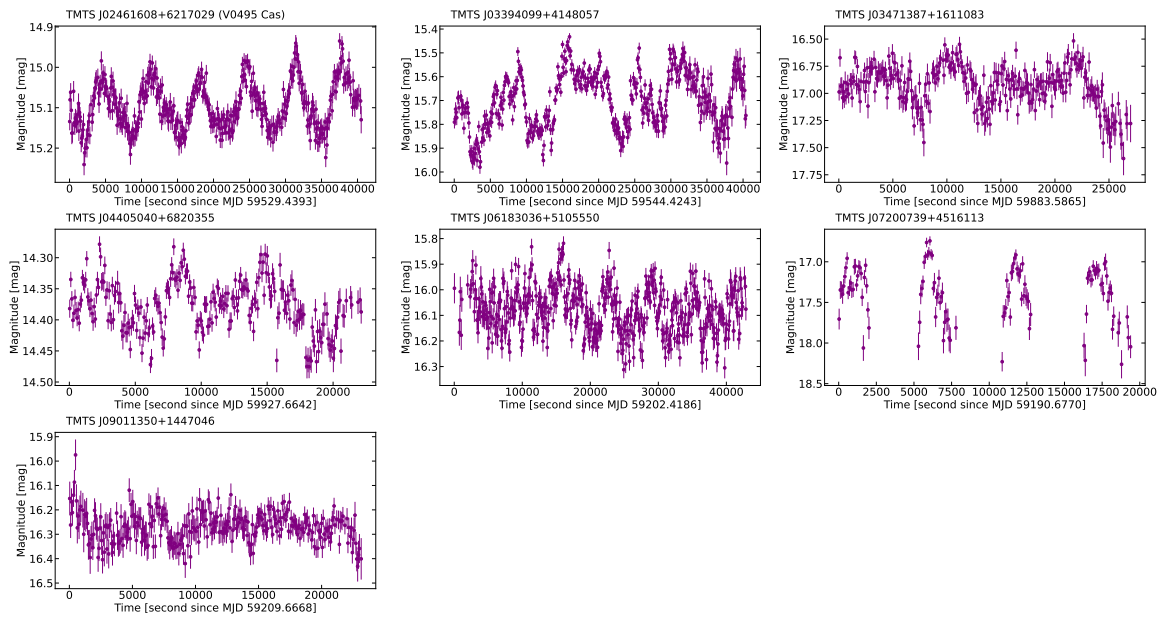 TMTS J02461608+6217029 (V0495 Cas)
Magnitude [mag]
14.9
15.0
15.1
15.2
0 5000 10000 15000 20000 25000 30000 35000 40000
Time [second since MJD 59529.4393]
TMTS J03394099+4148057
Magnitude [mag]
15.4
15.6
15.8
16.0
0 5000 10000 15000 20000 25000 30000 35000 40000
Time [second since MJD 59544.4243]
TMTS J03471387+1611083
Magnitude [mag]
16.50
16.75
17.00
17.25
17.50
17.75
0 5000 10000 15000 20000 25000
Time [second since MJD 59883.5865]
TMTS J04405040+6820355
Magnitude [mag]
14.30
14.35
14.40
14.45
14.50
0 5000 10000 15000 20000
Time [second since MJD 59927.6642]
TMTS J06183036+5105550
Magnitude [mag]
15.8
15.9
16.0
16.1
16.2
16.3
0 10000 20000 30000 40000
Time [second since MJD 59202.4186]
TMTS J07200739+4516113
Magnitude [mag]
17.0
17.5
18.0
18.5
0 2500 5000 7500 10000 12500 15000 17500 20000
Time [second since MJD 59190.6770]
TMTS J09011350+1447046
Magnitude [mag]
15.9
16.0
16.1
16.2
16.3
16.4
16.5
0 5000 10000 15000 20000
Time [second since MJD 59209.6668]